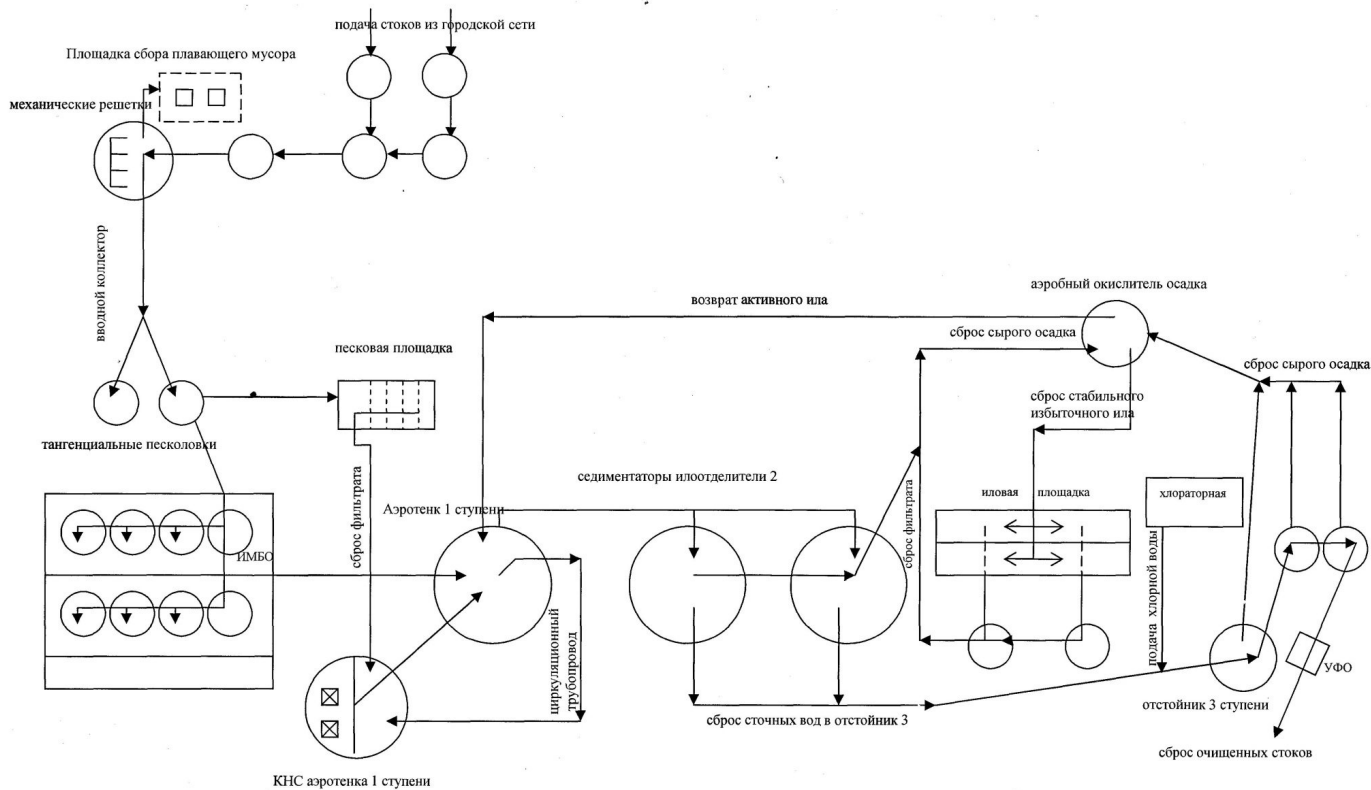 подача стоков из городской сети
Площадка сбора плавающего мусора
механические решетки
вводной коллектор
аэробный окислитель осадка
возврат активного ила
сброс сырого осадка
песковая площадка
сброс сырого осадка
сброс стабильного
избыточного ила
тангенциальные песколовки
седиментаторы илоотделители 2
иловая площадка
хлораторная
Аэротенк 1 ступени
сброс фильтрата
сброс фильтрата
ИМБО
подача хлорной воды
циркуляционный
трубопровод
УФО
отстойник 3 ступени
сброс сточных вод в отстойник 3
сброс очищенных стоков
КНС аэротенка 1 ступени